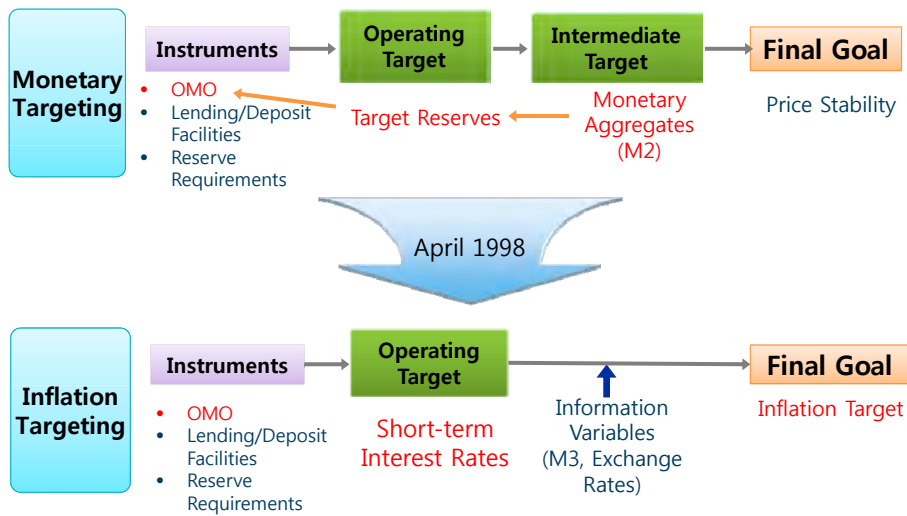 Monetary
Targeting
Instruments
• OMO
• Lending/Deposit
Facilities
• Reserve
Requirements
Operating
Target
Target Reserves
Intermediate
Target
Monetary
Aggregates
(M2)
Final Goal
Price Stability
April 1998
Inflation
Targeting
Instruments
• OMO
• Lending/Deposit
Facilities
• Reserve
Requirements
Operating
Target
Short-term
Interest Rates
Information
Variables
(M3, Exchange
Rates)
Final Goal
Inflation Target